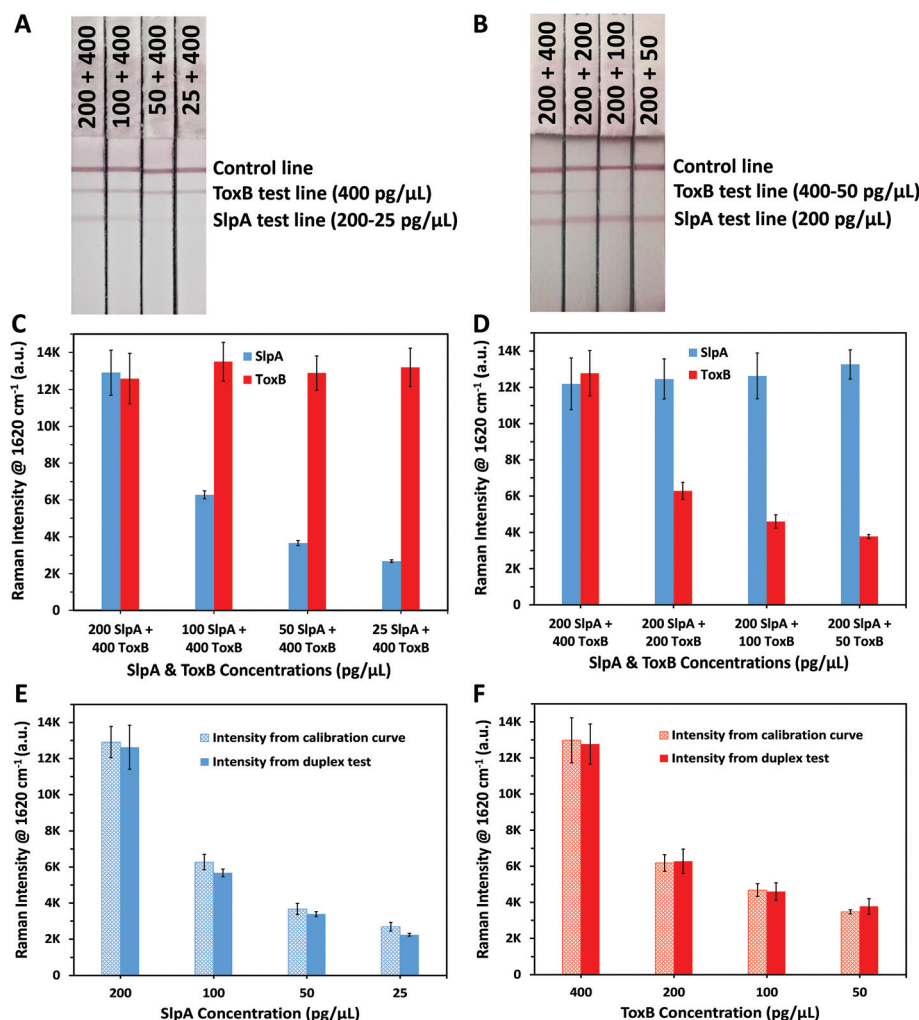 A
200 + 400
100 + 400
50 + 400
25 + 400
Control line
ToxB test line (400 pg/µL)
SlpA test line (200-25 pg/µL)
B
200 + 400
200 + 200
200 + 100
200 + 50
Control line
ToxB test line (400-50 pg/µL)
SlpA test line (200 pg/µL)
C
Raman Intensity @ 1620 cm⁻¹ (a.u.)
14K
12K
10K
8K
6K
4K
2K
0
SlpA
ToxB
200 SlpA + 100 SlpA + 50 SlpA + 25 SlpA +
400 ToxB 400 ToxB 400 ToxB 400 ToxB
SlpA & ToxB Concentrations (pg/µL)
D
Raman Intensity @ 1620 cm⁻¹ (a.u.)
14K
12K
10K
8K
6K
4K
2K
0
SlpA
ToxB
200 SlpA + 200 SlpA + 200 SlpA + 200 SlpA +
400 ToxB 200 ToxB 100 ToxB 50 ToxB
SlpA & ToxB Concentrations (pg/µL)
E
Raman Intensity @ 1620 cm⁻¹ (a.u.)
14K
12K
10K
8K
6K
4K
2K
0
Intensity from calibration curve
Intensity from duplex test
200 100 50 25
SlpA Concentration (pg/µL)
F
Raman Intensity @ 1620 cm⁻¹ (a.u.)
14K
12K
10K
8K
6K
4K
2K
0
Intensity from calibration curve
Intensity from duplex test
400 200 100 50
ToxB Concentration (pg/µL)